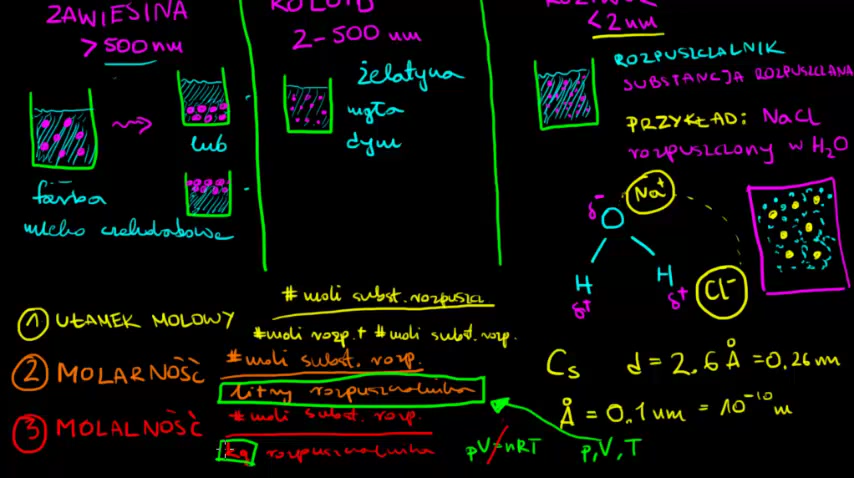 ZAWIESINA
> 500 nm
lub
farba
mleko czekoladowe
KOLOID
2-500 nm
żelatyna
mgła
dym
< 2 nm
ROZPUSZCZALNIK
SUBSTANCJA ROZPUSZCZANA
PRZYKŁAD: NaCl
rozpuszczony w H2O
δ- O Na+
H H
δ+ δ+ Cl-
① UŁAMEK MOLOWY
#moli subst. rozpuszcz
#moli rozp. + #moli subst. rozp.
② MOLARNOŚĆ
#moli subst. rozp.
litry rozpuszczalnika
③ MOLALNOŚĆ
#moli subst. rozp.
kg rozpuszczalnika
pV=nRT
p,V,T
Cs d = 2.6 Å = 0.26 nm
Å = 0.1 nm = 10⁻¹⁰ m